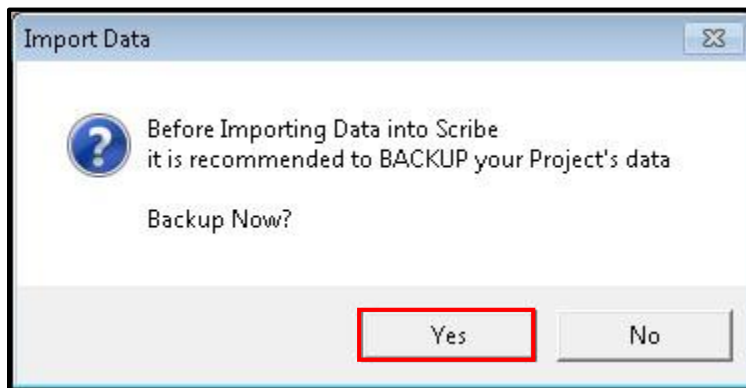 Import Data
Before Importing Data into Scribe
it is recommended to BACKUP your Project's data
Backup Now?
Yes
No